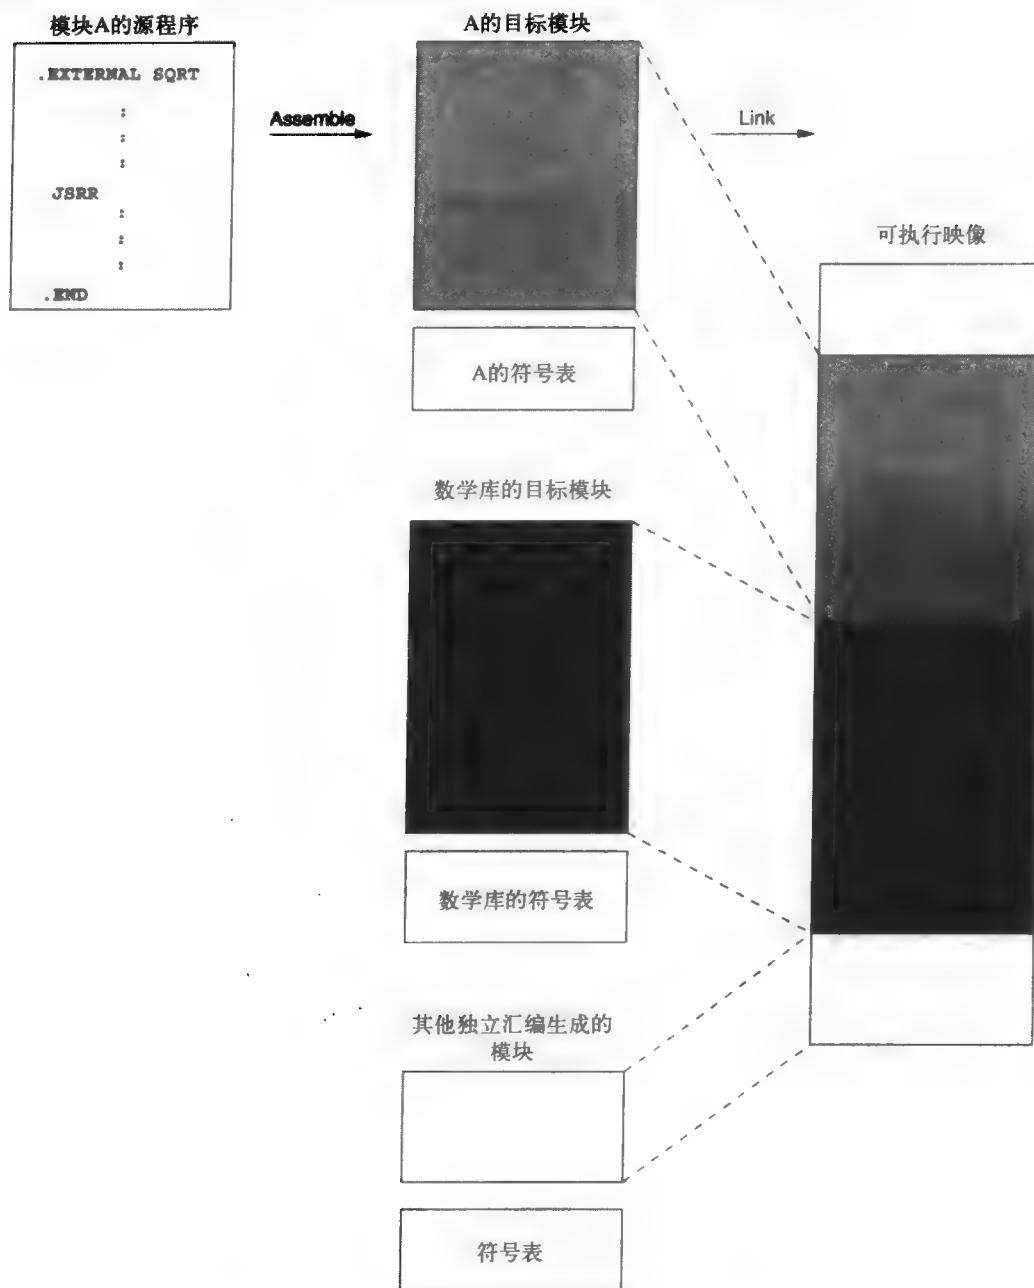 模块A的源程序
.EXTERNAL SQRT
:
:
:
JSRR
:
:
:
.END
Assemble
A的目标模块
Link
A的符号表
可执行映像
数学库的目标模块
数学库的符号表
其他独立汇编生成的
模块
符号表